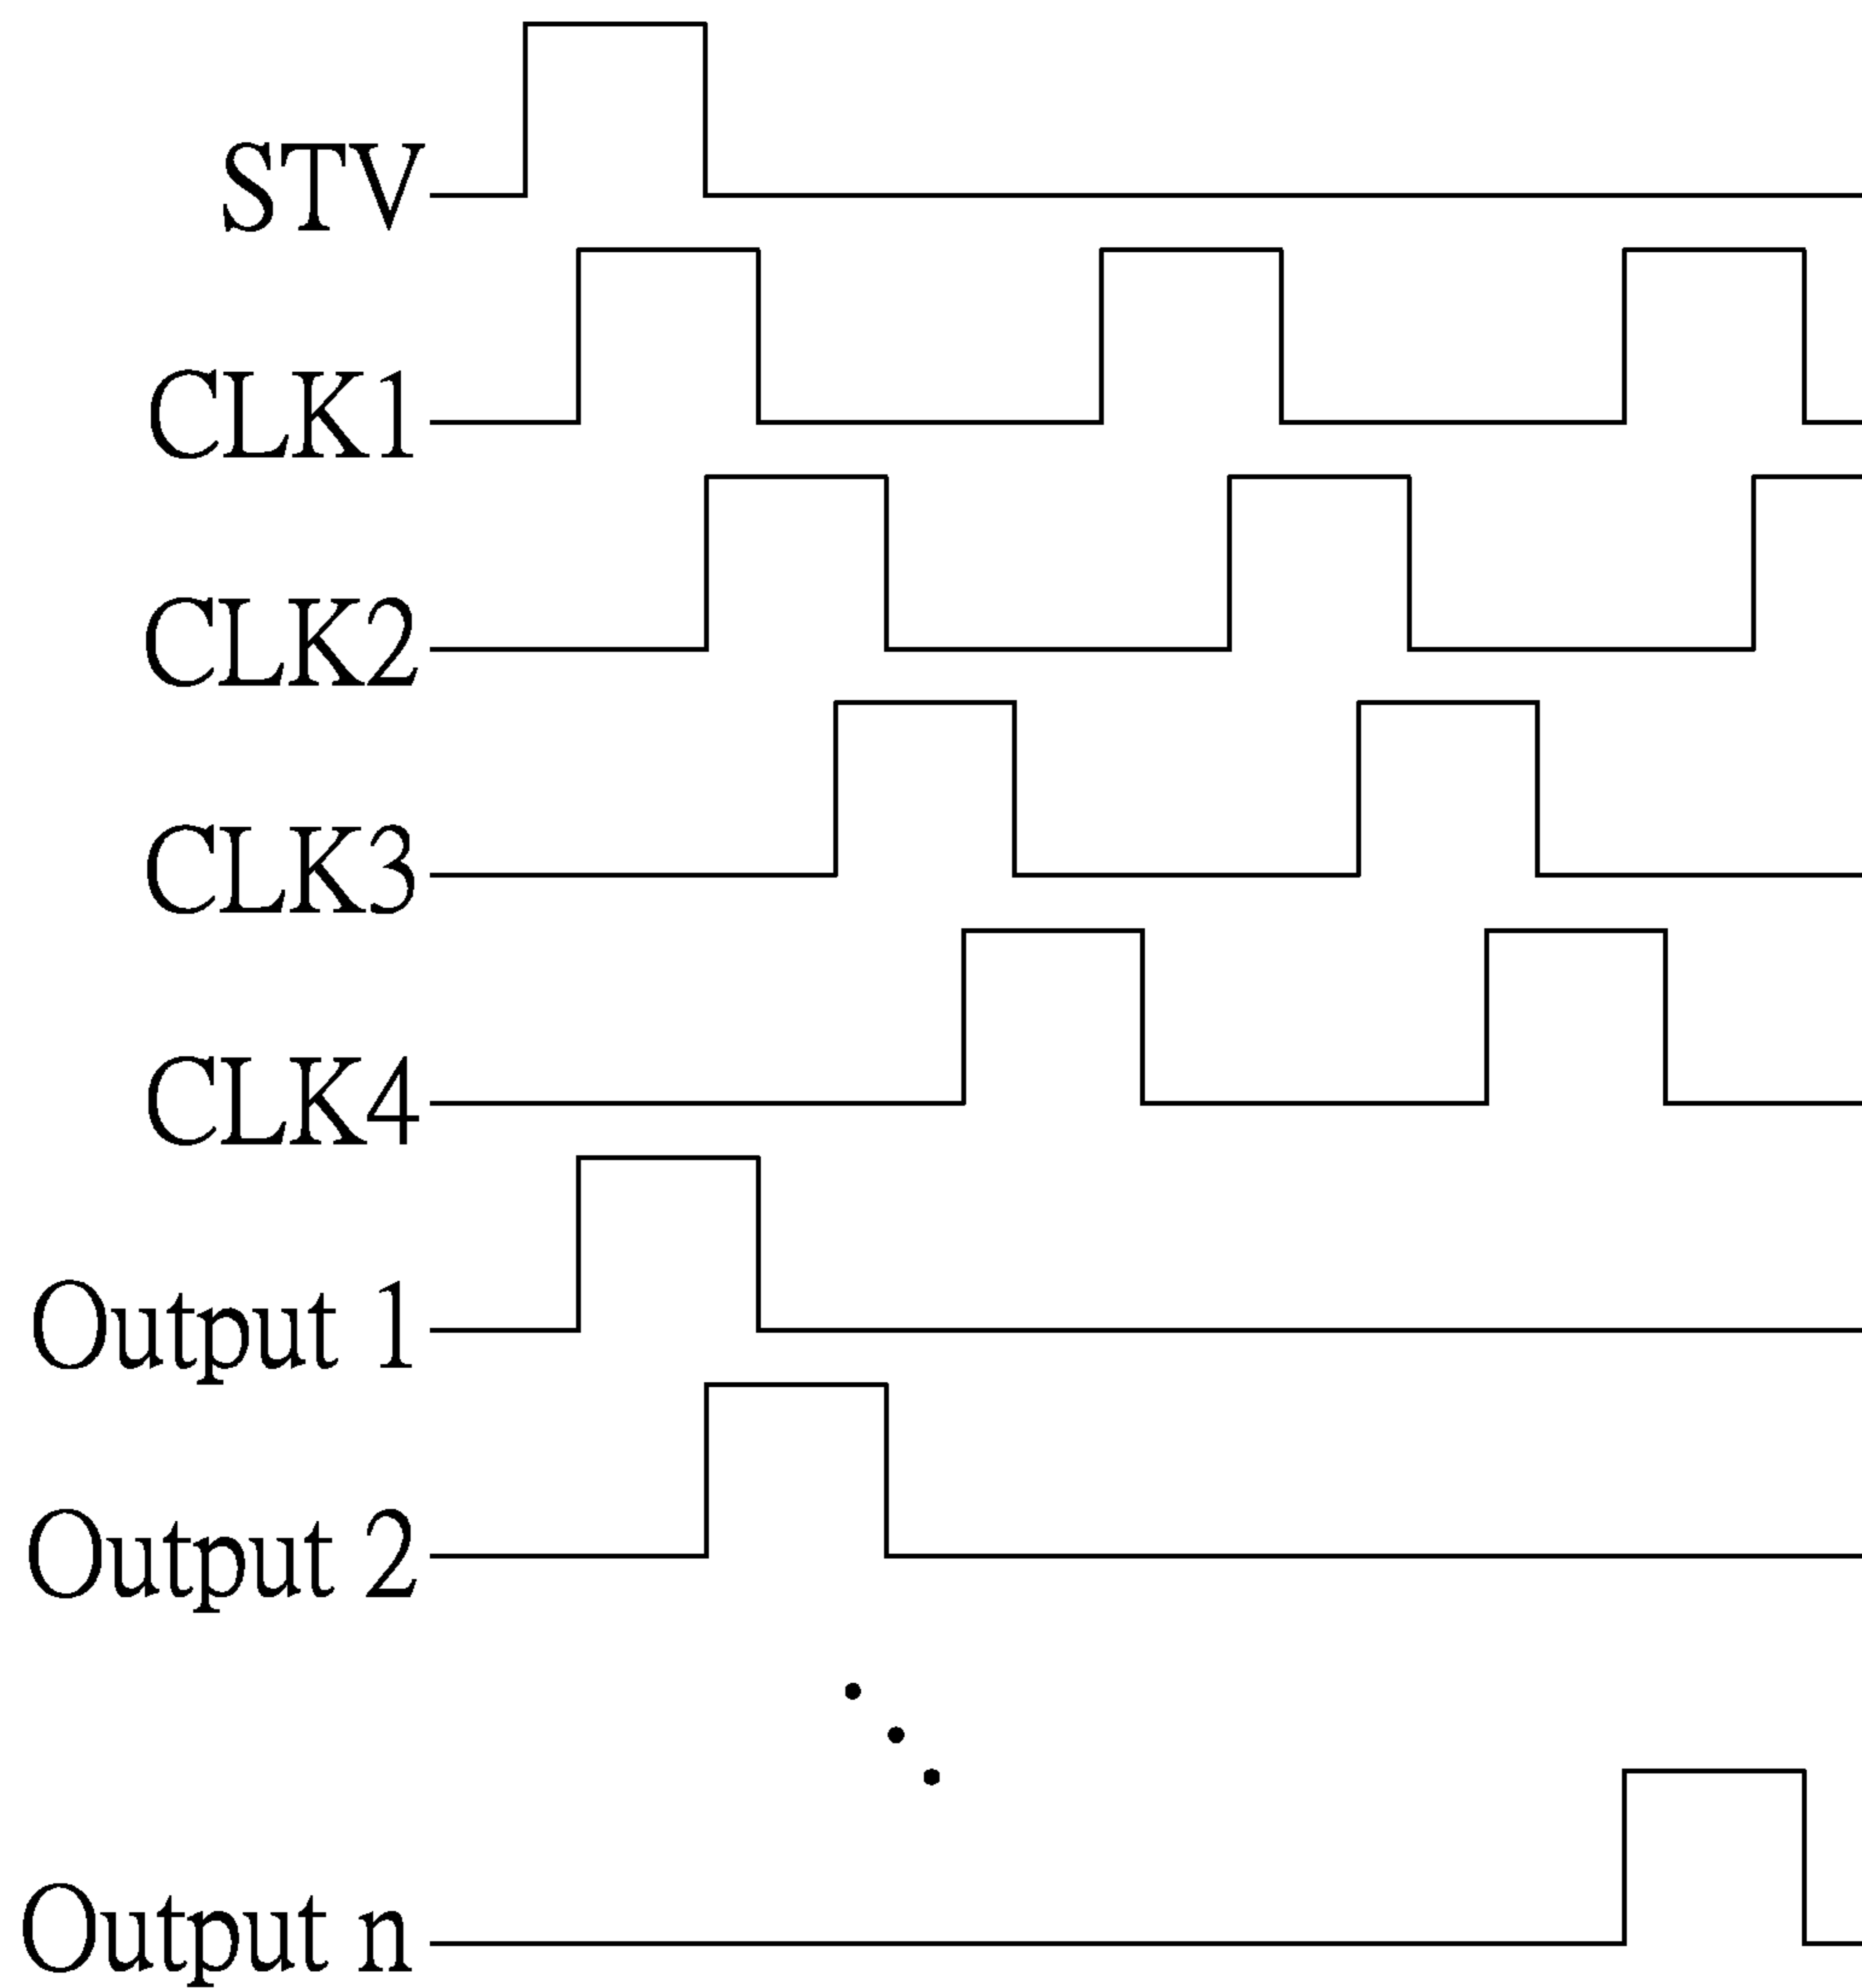 STV
CLK1
CLK2
CLK3
CLK4
Output 1
Output 2
Output n